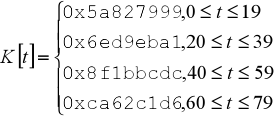 0x5a827999,0 ≤ t ≤ 19
0x6ed9eba1,20 ≤ t ≤ 39
K[t]=
0x8f1bbcdc,40 ≤ t ≤ 59
0xca62c1d6,60 ≤ t ≤ 79